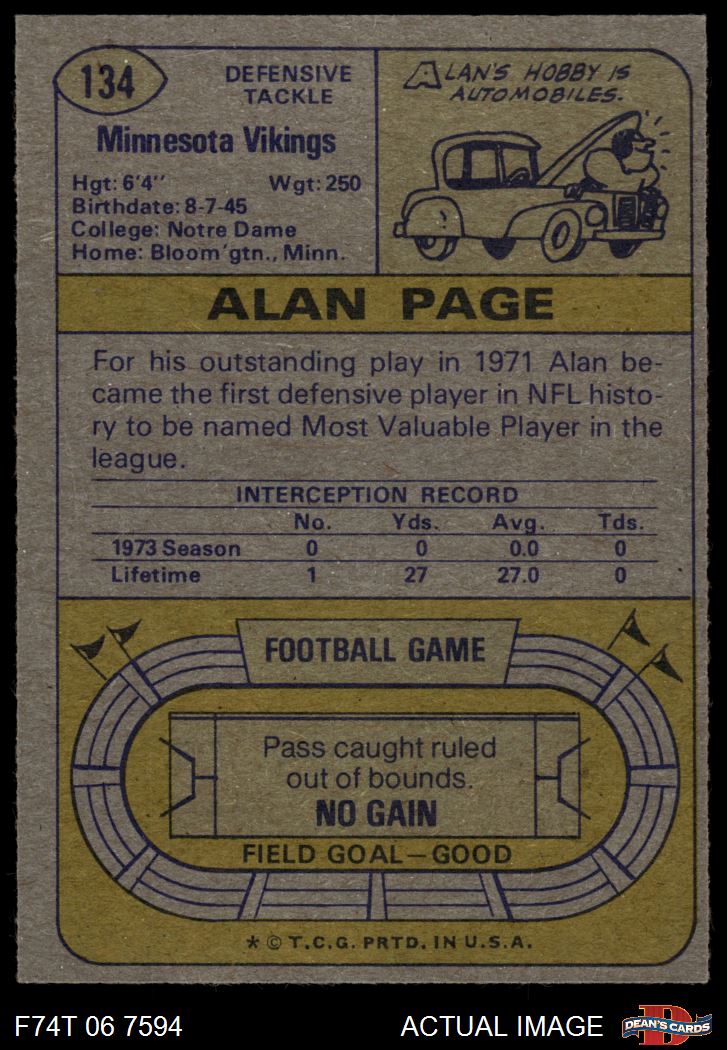 134
DEFENSIVE
TACKLE
Minnesota Vikings
Hgt: 6'4" Wgt: 250
Birthdate: 8-7-45
College: Notre Dame
Home: Bloom'gtn., Minn.
ALAN'S HOBBY IS
AUTOMOBILES.
ALAN PAGE
For his outstanding play in 1971 Alan be-
came the first defensive player in NFL histo-
ry to be named Most Valuable Player in the
league.
INTERCEPTION RECORD
No. Yds. Avg. Tds.
1973 Season 0 0 0.0 0
Lifetime 1 27 27.0 0
FOOTBALL GAME
Pass caught ruled
out of bounds.
NO GAIN
FIELD GOAL—GOOD
* © T.C.G. PRTD. IN U.S.A.
F74T 06 7594 ACTUAL IMAGE
D
DEAN'S CARDS